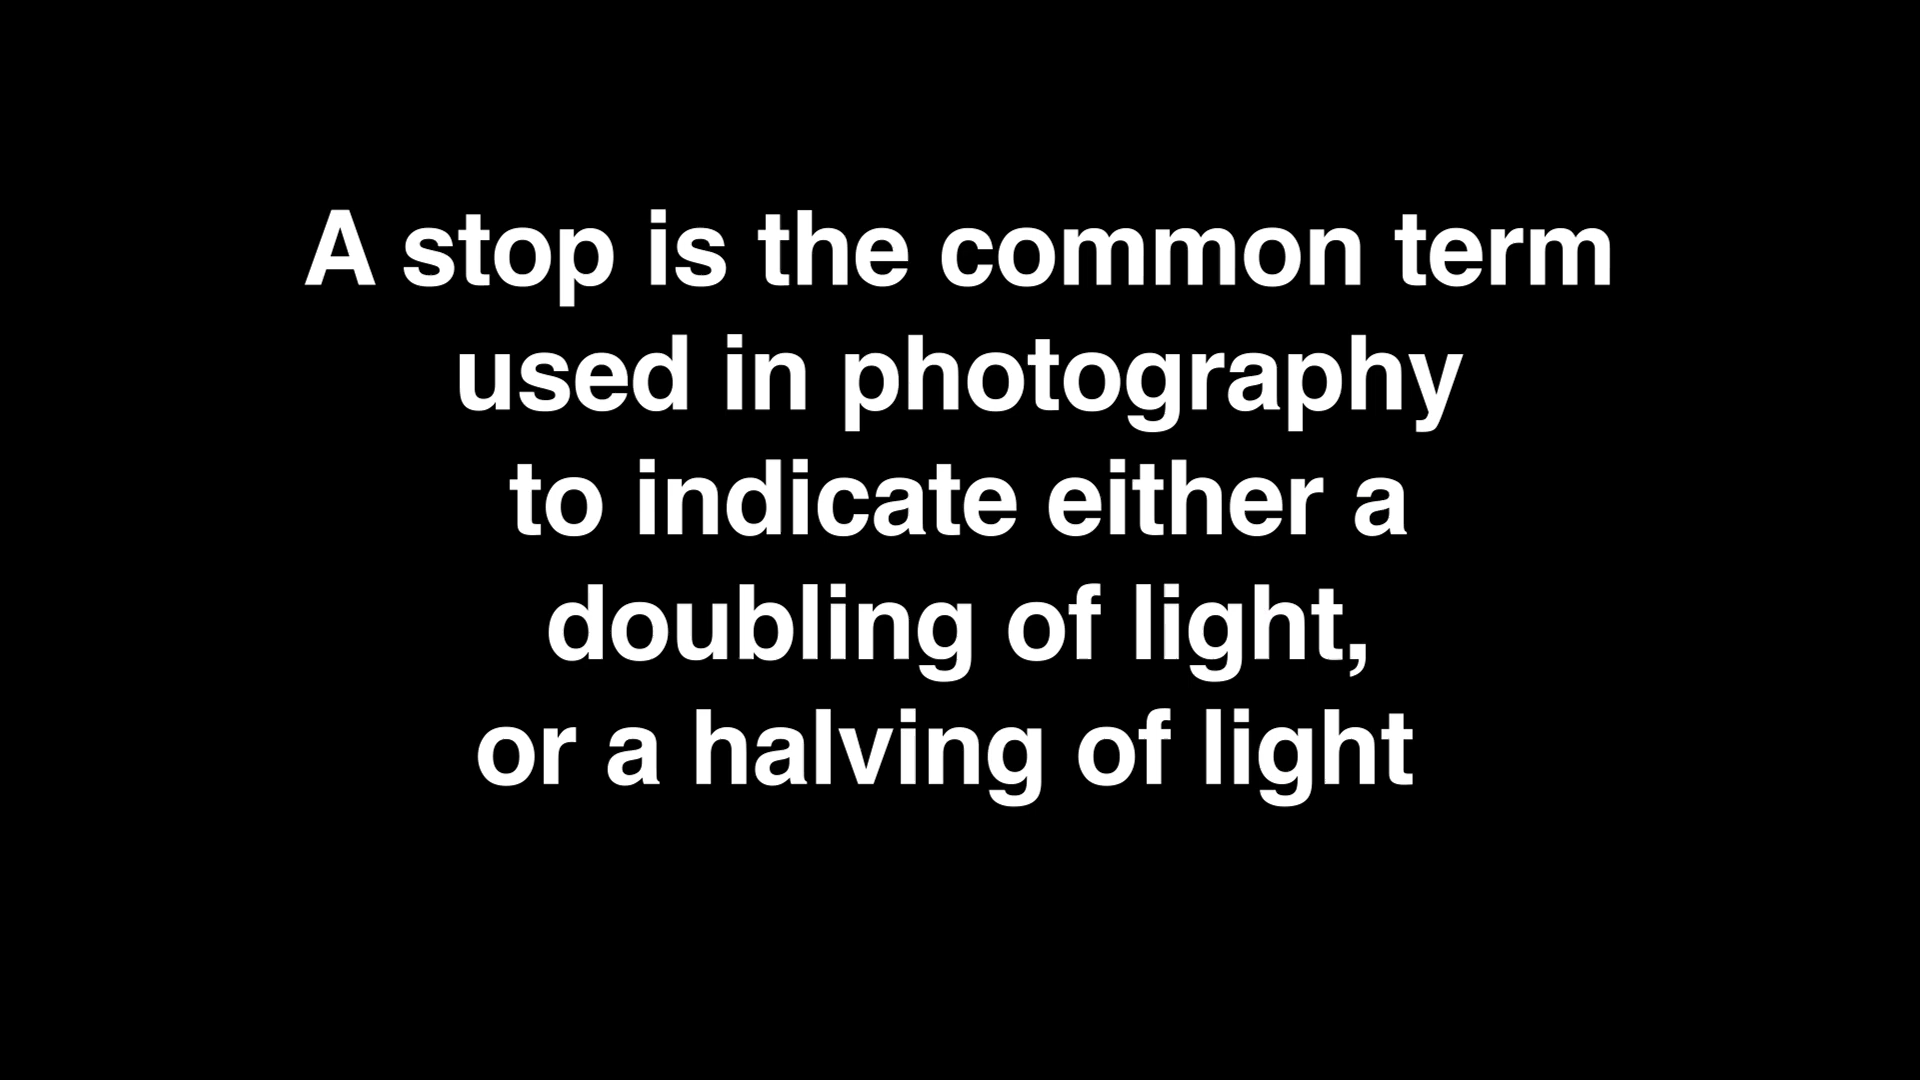 A stop is the common term
used in photography
to indicate either a
doubling of light,
or a halving of light